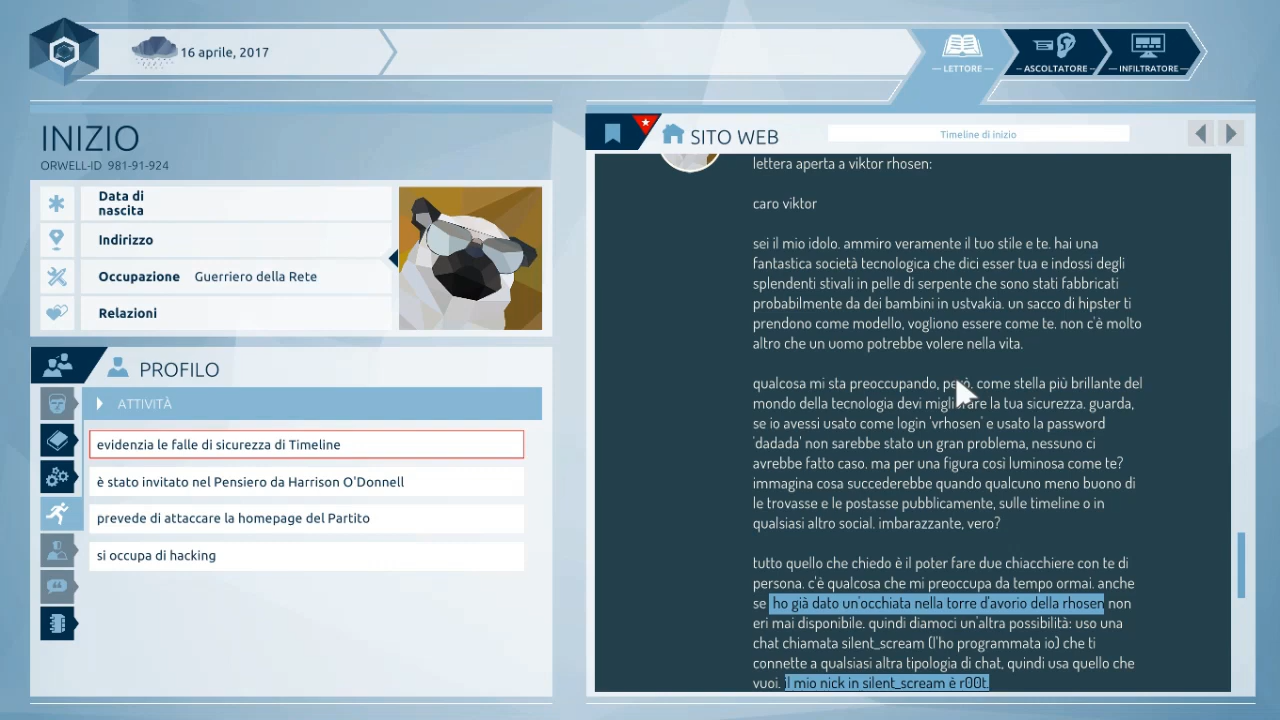 16 aprile, 2017
LETTORE
ASCOLTATORE
INFILTRATORE
INIZIO
ORWELL-ID 981-91-924
Data di
nascita
Indirizzo
Occupazione Guerriero della Rete
Relazioni
PROFILO
ATTIVITÀ
evidenzia le falle di sicurezza di Timeline
è stato invitato nel Pensiero da Harrison O'Donnell
prevede di attaccare la homepage del Partito
si occupa di hacking
SITO WEB
Timeline di inizio
lettera aperta a viktor rhosen:
caro viktor
sei il mio idolo. ammiro veramente il tuo stile e te. hai una
fantastica società tecnologica che dici esser tua e indossi degli
splendenti stivali in pelle di serpente che sono stati fabbricati
probabilmente da dei bambini in ustvakia. un sacco di hipster ti
prendono come modello, vogliono essere come te. non c'è molto
altro che un uomo potrebbe volere nella vita.
qualcosa mi sta preoccupando, però. come stella più brillante del
mondo della tecnologia devi migliorare la tua sicurezza. guarda,
se io avessi usato come login 'vrhosen' e usato la password
'dadada' non sarebbe stato un gran problema, nessuno ci
avrebbe fatto caso. ma per una figura così luminosa come te?
immagina cosa succederebbe quando qualcuno meno buono di
le trovasse e le postasse pubblicamente, sulle timeline o in
qualsiasi altro social. imbarazzante, vero?
tutto quello che chiedo è il poter fare due chiacchiere con te di
persona. c'è qualcosa che mi preoccupa da tempo ormai. anche
se ho già dato un'occhiata nella torre d'avorio della rhosen non
eri mai disponibile. quindi diamoci un'altra possibilità: uso una
chat chiamata silent_scream (l'ho programmata io) che ti
connette a qualsiasi altra tipologia di chat, quindi usa quello che
vuoi. il mio nick in silent_scream è r00t.